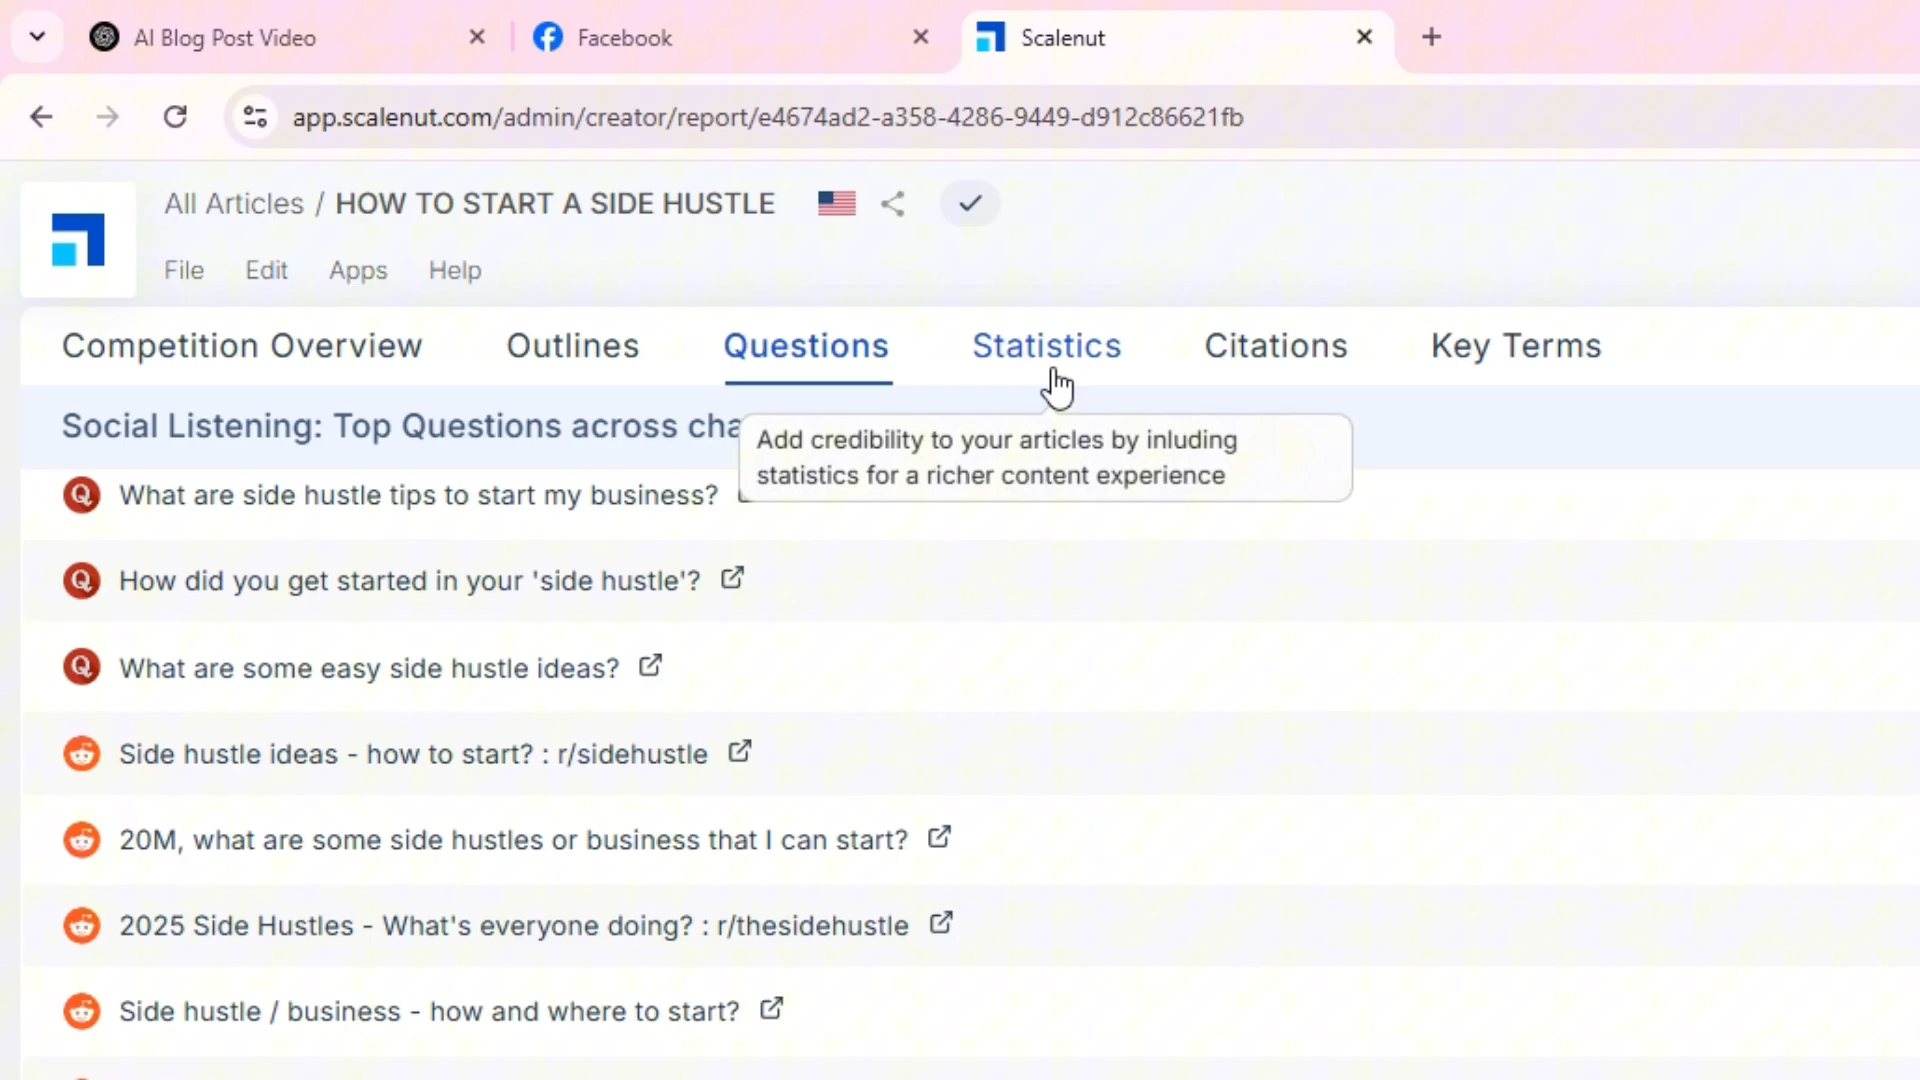 AI Blog Post Video
Facebook
Scalenut
app.scalenut.com/admin/creator/report/e4674ad2-a358-4286-9449-d912c86621fb
All Articles / HOW TO START A SIDE HUSTLE
File Edit Apps Help
Competition Overview Outlines Questions Statistics Citations Key Terms
Social Listening: Top Questions across cha
Add credibility to your articles by inluding
statistics for a richer content experience
What are side hustle tips to start my business?
How did you get started in your 'side hustle'?
What are some easy side hustle ideas?
Side hustle ideas - how to start? : r/sidehustle
20M, what are some side hustles or business that I can start?
2025 Side Hustles - What's everyone doing? : r/thesidehustle
Side hustle / business - how and where to start?